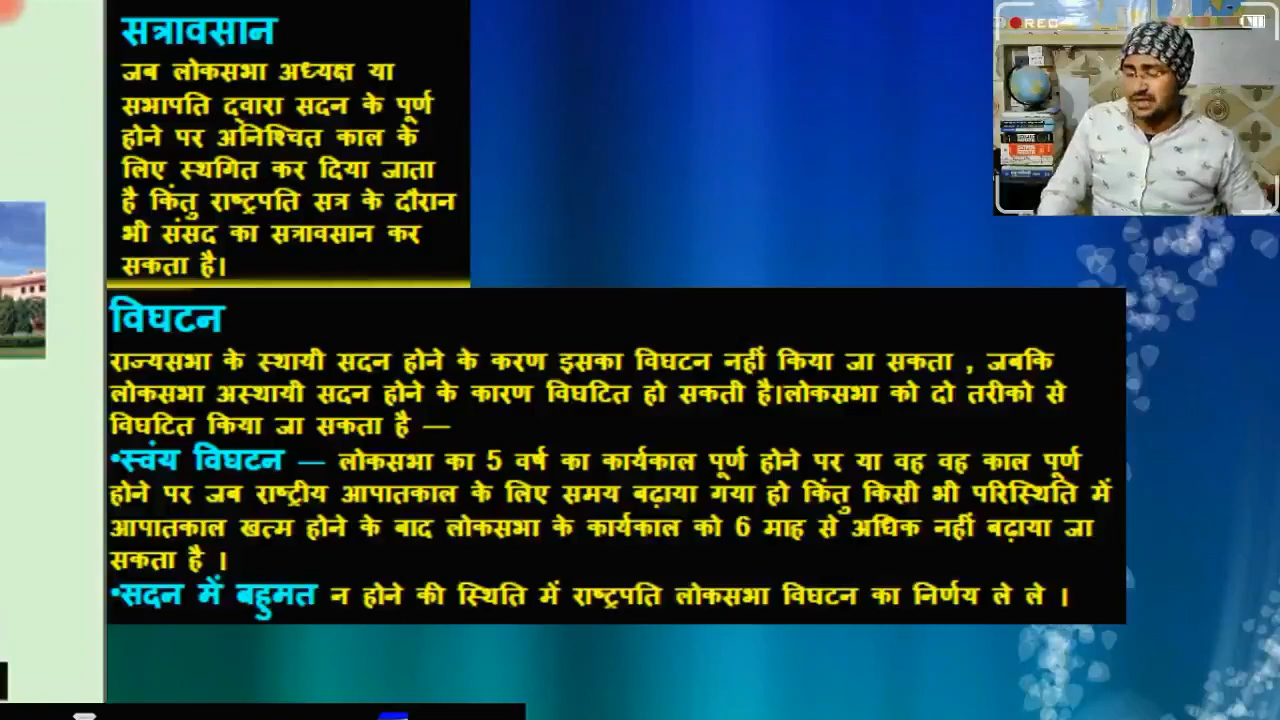 सत्रावसान
जब लोकसभा अध्यक्ष या
सभापति द्वारा सदन के पूर्ण
होने पर अनिश्चित काल के
लिए स्थगित कर दिया जाता
है किंतु राष्ट्रपति सत्र के दौरान
भी संसद का सत्रावसान कर
सकता है।
REC
विघटन
राज्यसभा के स्थायी सदन होने के करण इसका विघटन नहीं किया जा सकता , जबकि
लोकसभा अस्थायी सदन होने के कारण विघटित हो सकती है।लोकसभा को दो तरीको से
विघटित किया जा सकता है —
•स्वंय विघटन — लोकसभा का 5 वर्ष का कार्यकाल पूर्ण होने पर या वह वह काल पूर्ण
होने पर जब राष्ट्रीय आपातकाल के लिए समय बढ़ाया गया हो किंतु किसी भी परिस्थिति में
आपातकाल खत्म होने के बाद लोकसभा के कार्यकाल को 6 माह से अधिक नहीं बढ़ाया जा
सकता है ।
•सदन में बहुमत न होने की स्थिति में राष्ट्रपति लोकसभा विघटन का निर्णय ले ले ।